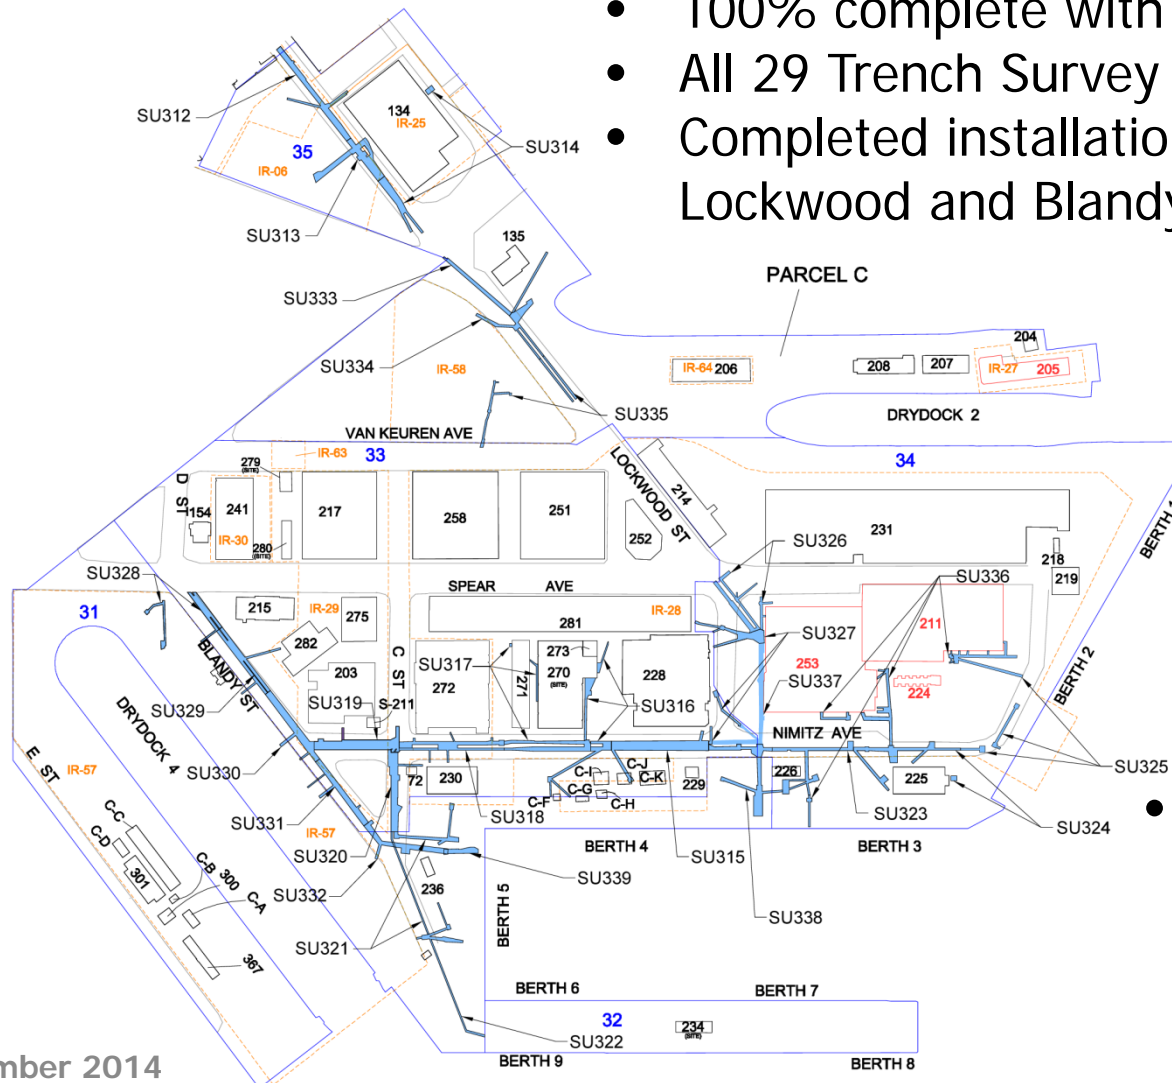 • 100% complete with
• All 29 Trench Survey
• Completed installatio
Lockwood and Blandy
SU312
134
IR-25
35
SU314
IR-06
SU313
135
PARCEL C
SU333
204
SU334
IR-58
IR-64 206
208
207
IR-27
205
SU335
DRYDOCK 2
VAN KEUREN AVE
IR-63
33
LOCKWOOD ST
34
279
(SITE)
D ST
154
241
217
258
251
214
252
231
BERTH 1
IR-30
280
(SITE)
SU326
218
219
SU328
SPEAR AVE
SU336
31
215
IR-29
275
IR-28
281
211
BLANDY ST
282
C ST
273
SU327
203
SU317
270
(SITE)
228
253
272
271
224
BERTH 2
SU319
S-211
SU316
SU337
SU329
NIMITZ AVE
DRYDOCK 4
E ST
IR-57
SU330
72
230
C-I
C-J
C-K
229
226
225
SU325
C-F
C-G
C-H
SU331
IR-57
SU318
SU323
SU324
•
C-C
C-D
SU320
BERTH 4
SU315
BERTH 3
301
C-B
300
C-A
SU332
236
SU339
BERTH 5
SU338
SU321
367
BERTH 6
BERTH 7
32
234
(SITE)
SU322
BERTH 9
BERTH 8
mber 2014